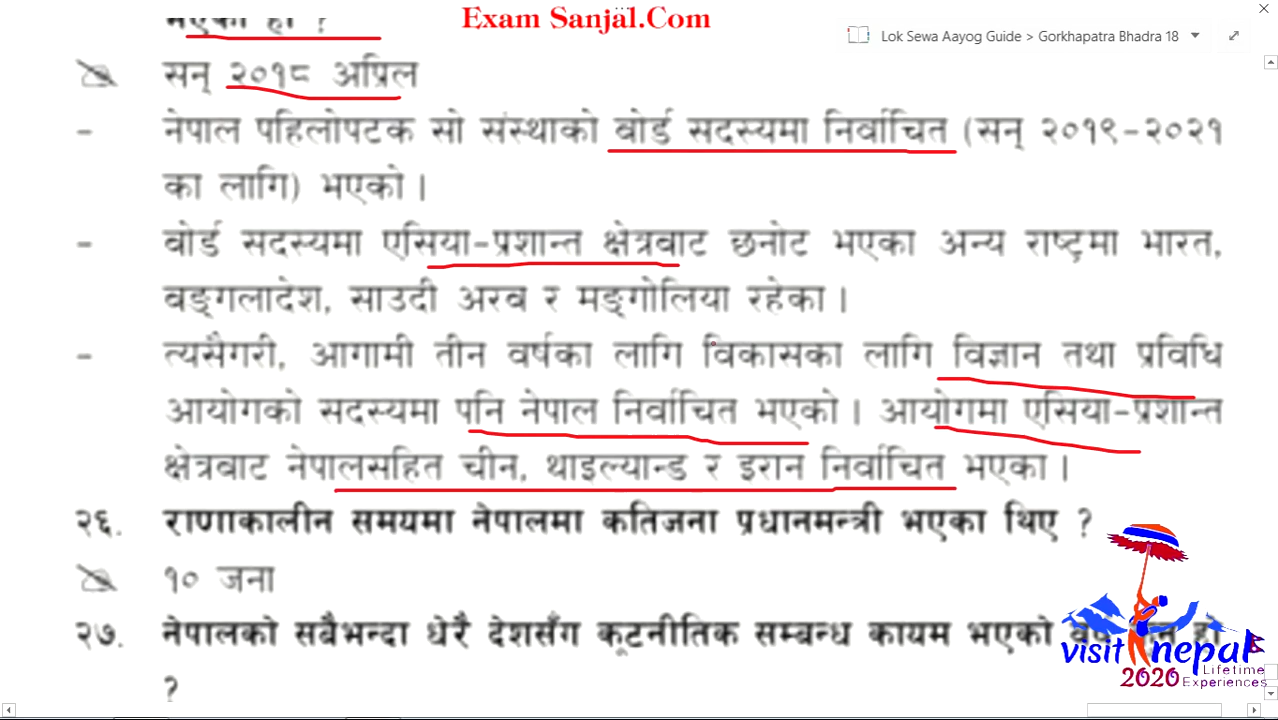 Exam Sanjal.Com
भएको हो ?
Lok Sewa Aayog Guide > Gorkhapatra Bhadra 18
सन् २०१८ अप्रिल
- नेपाल पहिलोपटक सो संस्थाको बोर्ड सदस्यमा निर्वाचित (सन् २०१९-२०२१
का लागि) भएको ।
- बोर्ड सदस्यमा एसिया-प्रशान्त क्षेत्रबाट छनोट भएका अन्य राष्ट्रमा भारत,
बङ्गलादेश, साउदी अरब र मङ्गोलिया रहेका ।
- त्यसैगरी, आगामी तीन वर्षका लागि विकासका लागि विज्ञान तथा प्रविधि
आयोगको सदस्यमा पनि नेपाल निर्वाचित भएको । आयोगमा एसिया-प्रशान्त
क्षेत्रबाट नेपालसहित चीन, थाइल्यान्ड र इरान निर्वाचित भएका ।
२६. राणाकालीन समयमा नेपालमा कतिजना प्रधानमन्त्री भएका थिए ?
१० जना
२७. नेपालको सबैभन्दा धेरै देशसँग कूटनीतिक सम्बन्ध कायम भएको हो
?
visit nepal
2020 Lifetime
Experiences